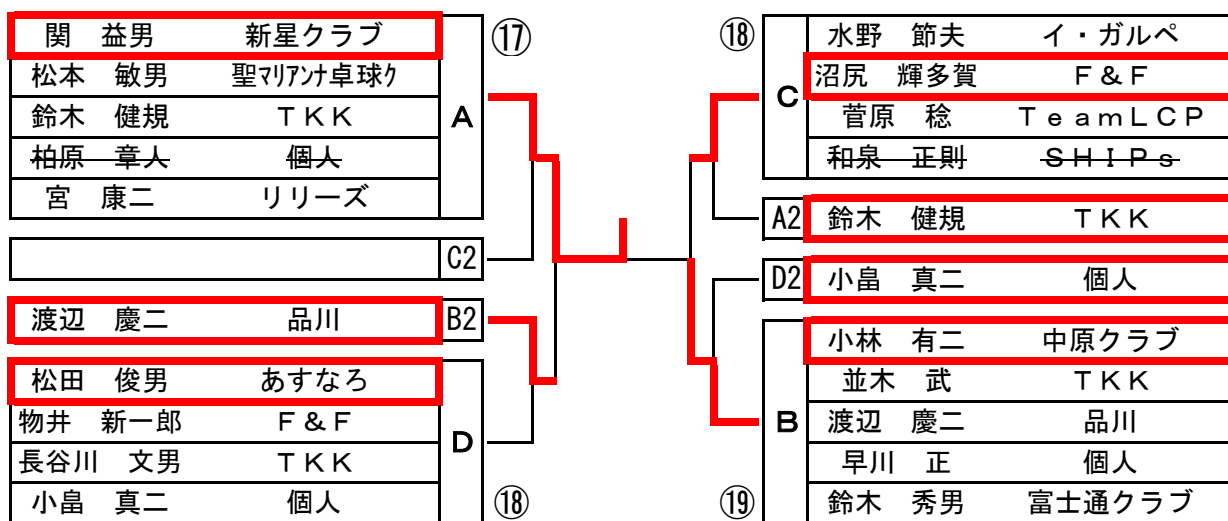 関 益男 新星クラブ ⑰
松本 敏男 聖マリアンナ卓球ク
鈴木 健規 TKK A
柏原 章人 個人
宮 康二 リリーズ
C2
渡辺 慶二 品川 B2
松田 俊男 あすなろ
物井 新一郎 F&F
長谷川 文男 TKK D
小畠 真二 個人 ⑱
⑱ 水野 節夫 イ・ガルペ
C 沼尻 輝多賀 F&F
菅原 稔 TeamLCP
和泉 正則 SHIPs
A2 鈴木 健規 TKK
D2 小畠 真二 個人
小林 有二 中原クラブ
並木 武 TKK
B 渡辺 慶二 品川
早川 正 個人
⑲ 鈴木 秀男 富士通クラブ